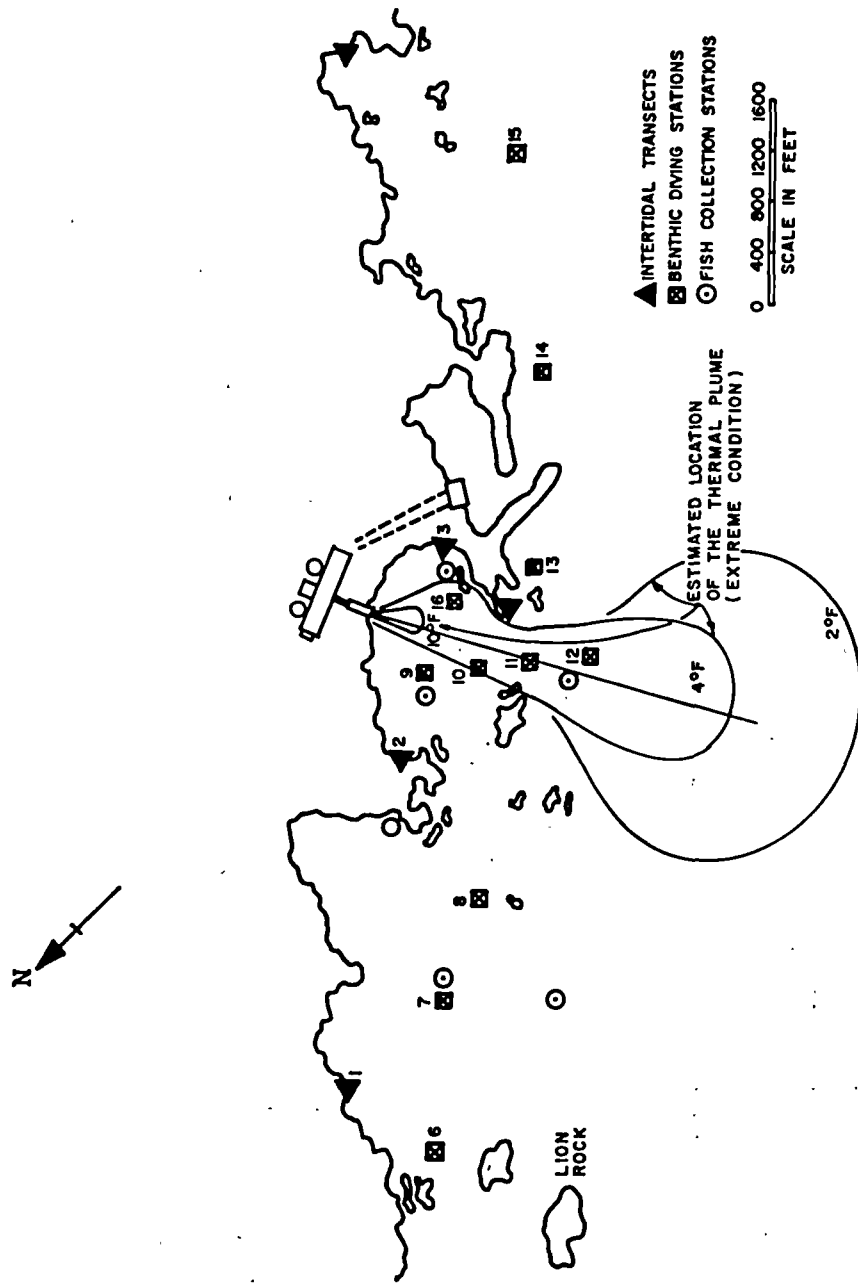 N
1
2
3
6
7
8
9
10
11
12
13
14
15
16
10°F
4°F
2°F
LION
ROCK
ESTIMATED LOCATION
OF THE THERMAL PLUME
(EXTREME CONDITION)
INTERTIDAL TRANSECTS
BENTHIC DIVING STATIONS
FISH COLLECTION STATIONS
0 400 800 1200 1600
SCALE IN FEET